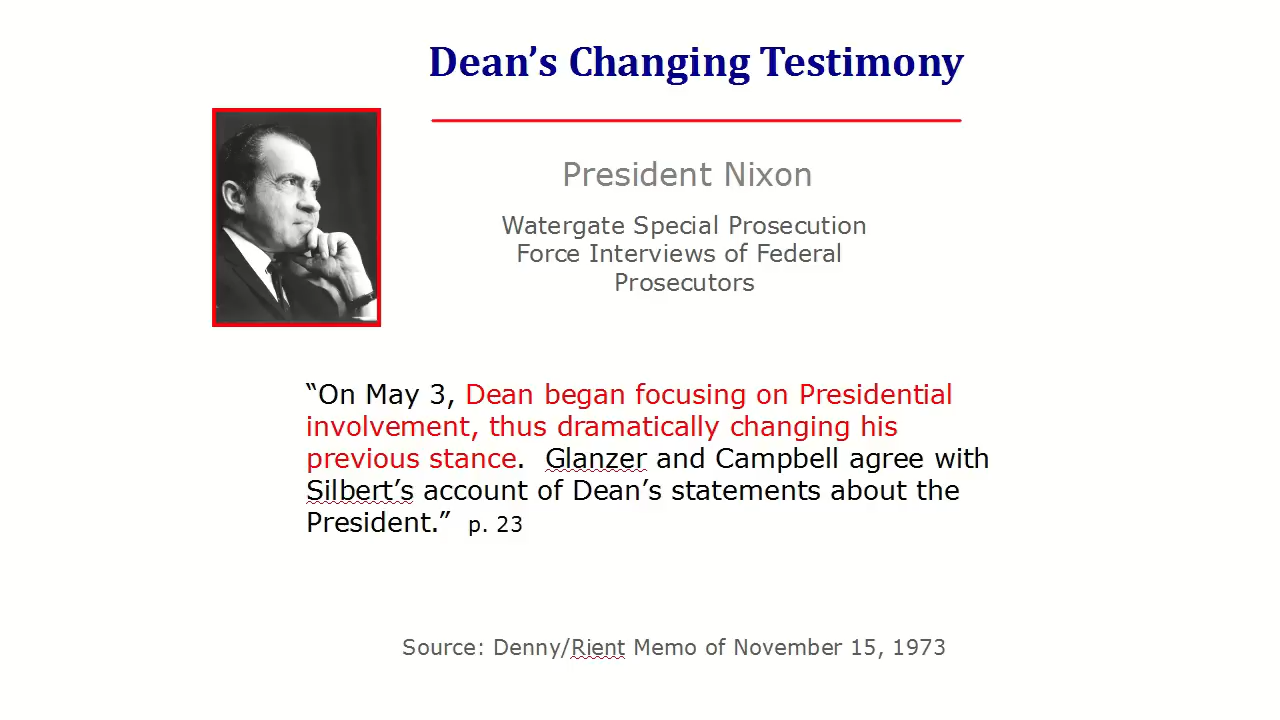 Dean’s Changing Testimony
President Nixon
Watergate Special Prosecution
Force Interviews of Federal
Prosecutors
“On May 3, Dean began focusing on Presidential
involvement, thus dramatically changing his
previous stance.  Glanzer and Campbell agree with
Silbert’s account of Dean’s statements about the
President.”  p. 23
Source: Denny/Rient Memo of November 15, 1973